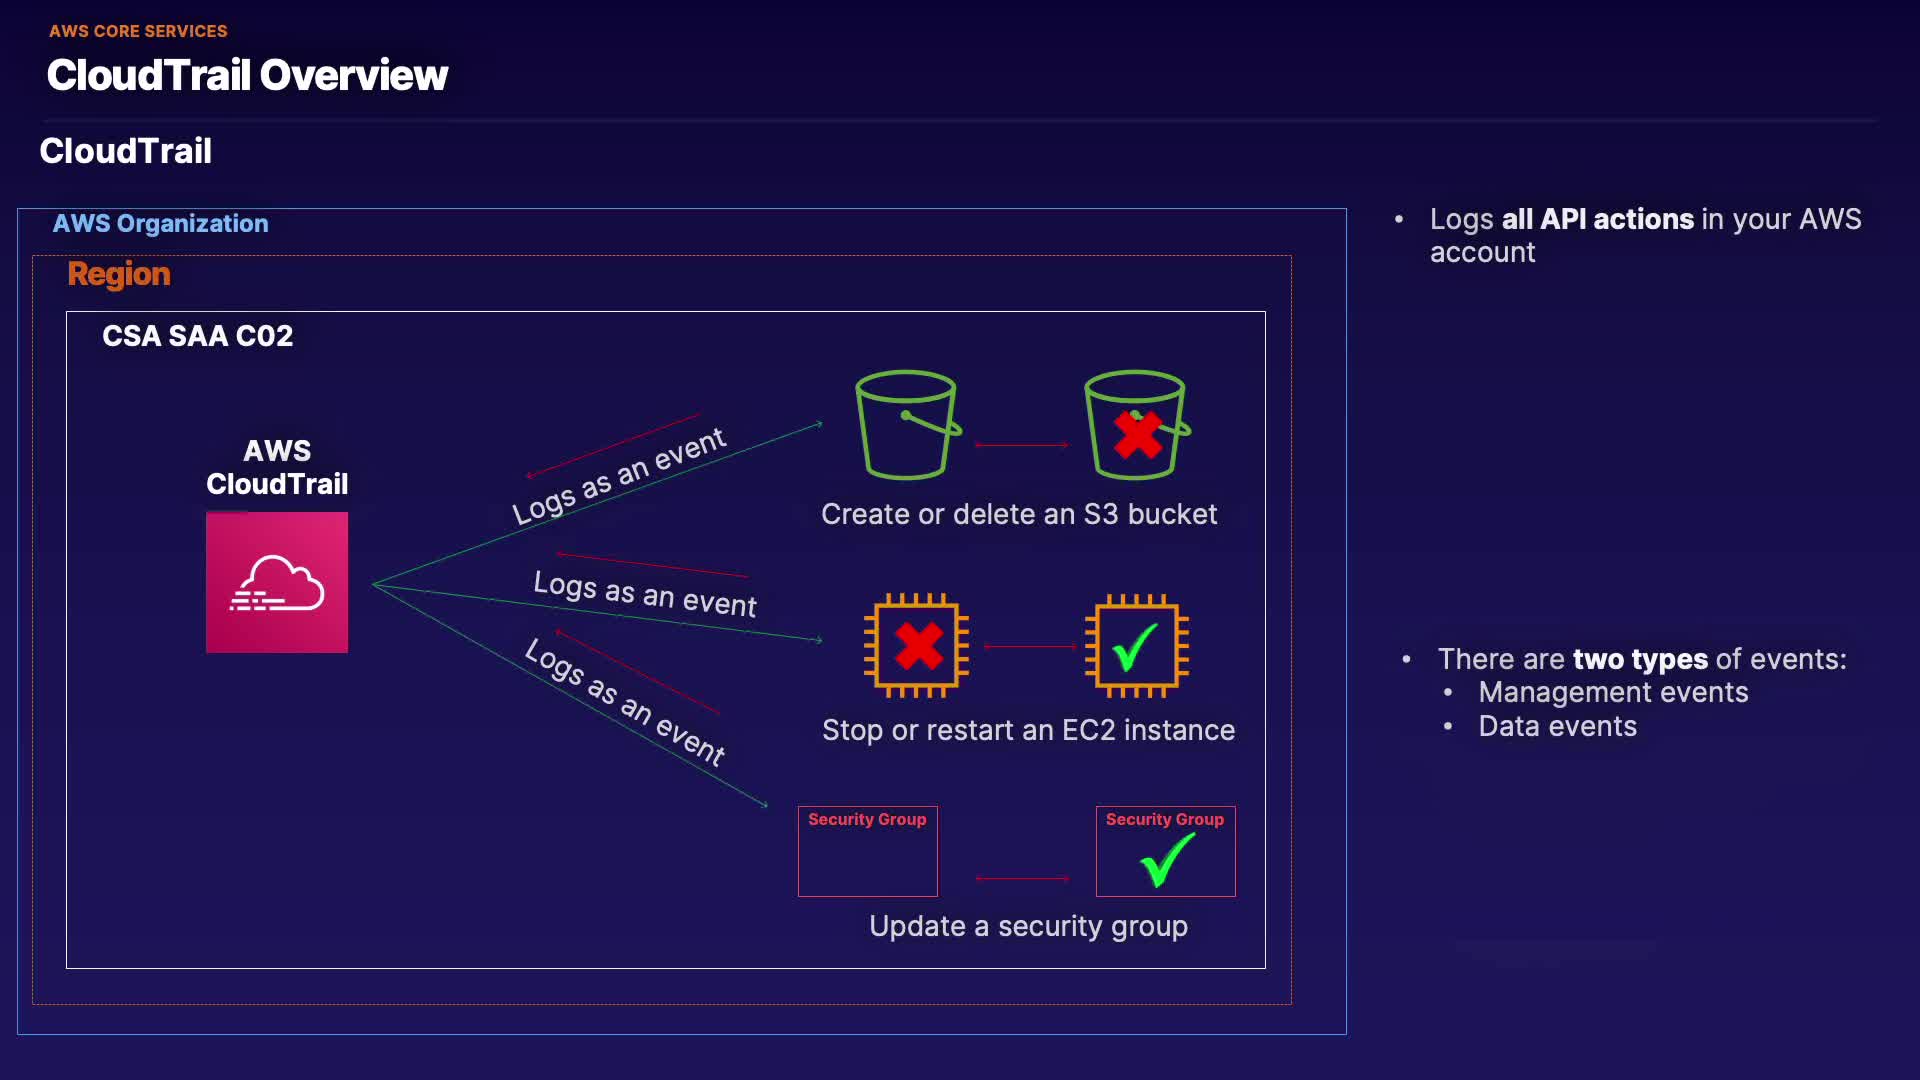 AWS CORE SERVICES
CloudTrail Overview
CloudTrail
AWS Organization
Region
CSA SAA C02
AWS
CloudTrail
Logs as an event
Create or delete an S3 bucket
Logs as an event
Stop or restart an EC2 instance
Logs as an event
Security Group
Security Group
Update a security group
• Logs all API actions in your AWS
account
• There are two types of events:
• Management events
• Data events